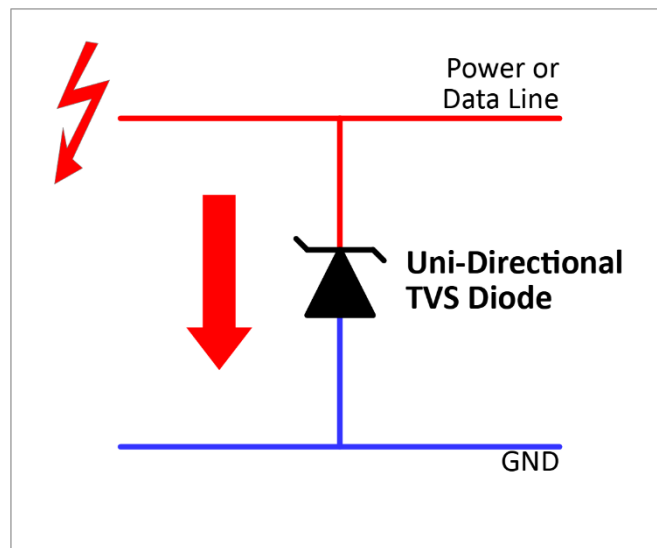 Power or
Data Line
Uni-Directional
TVS Diode
GND